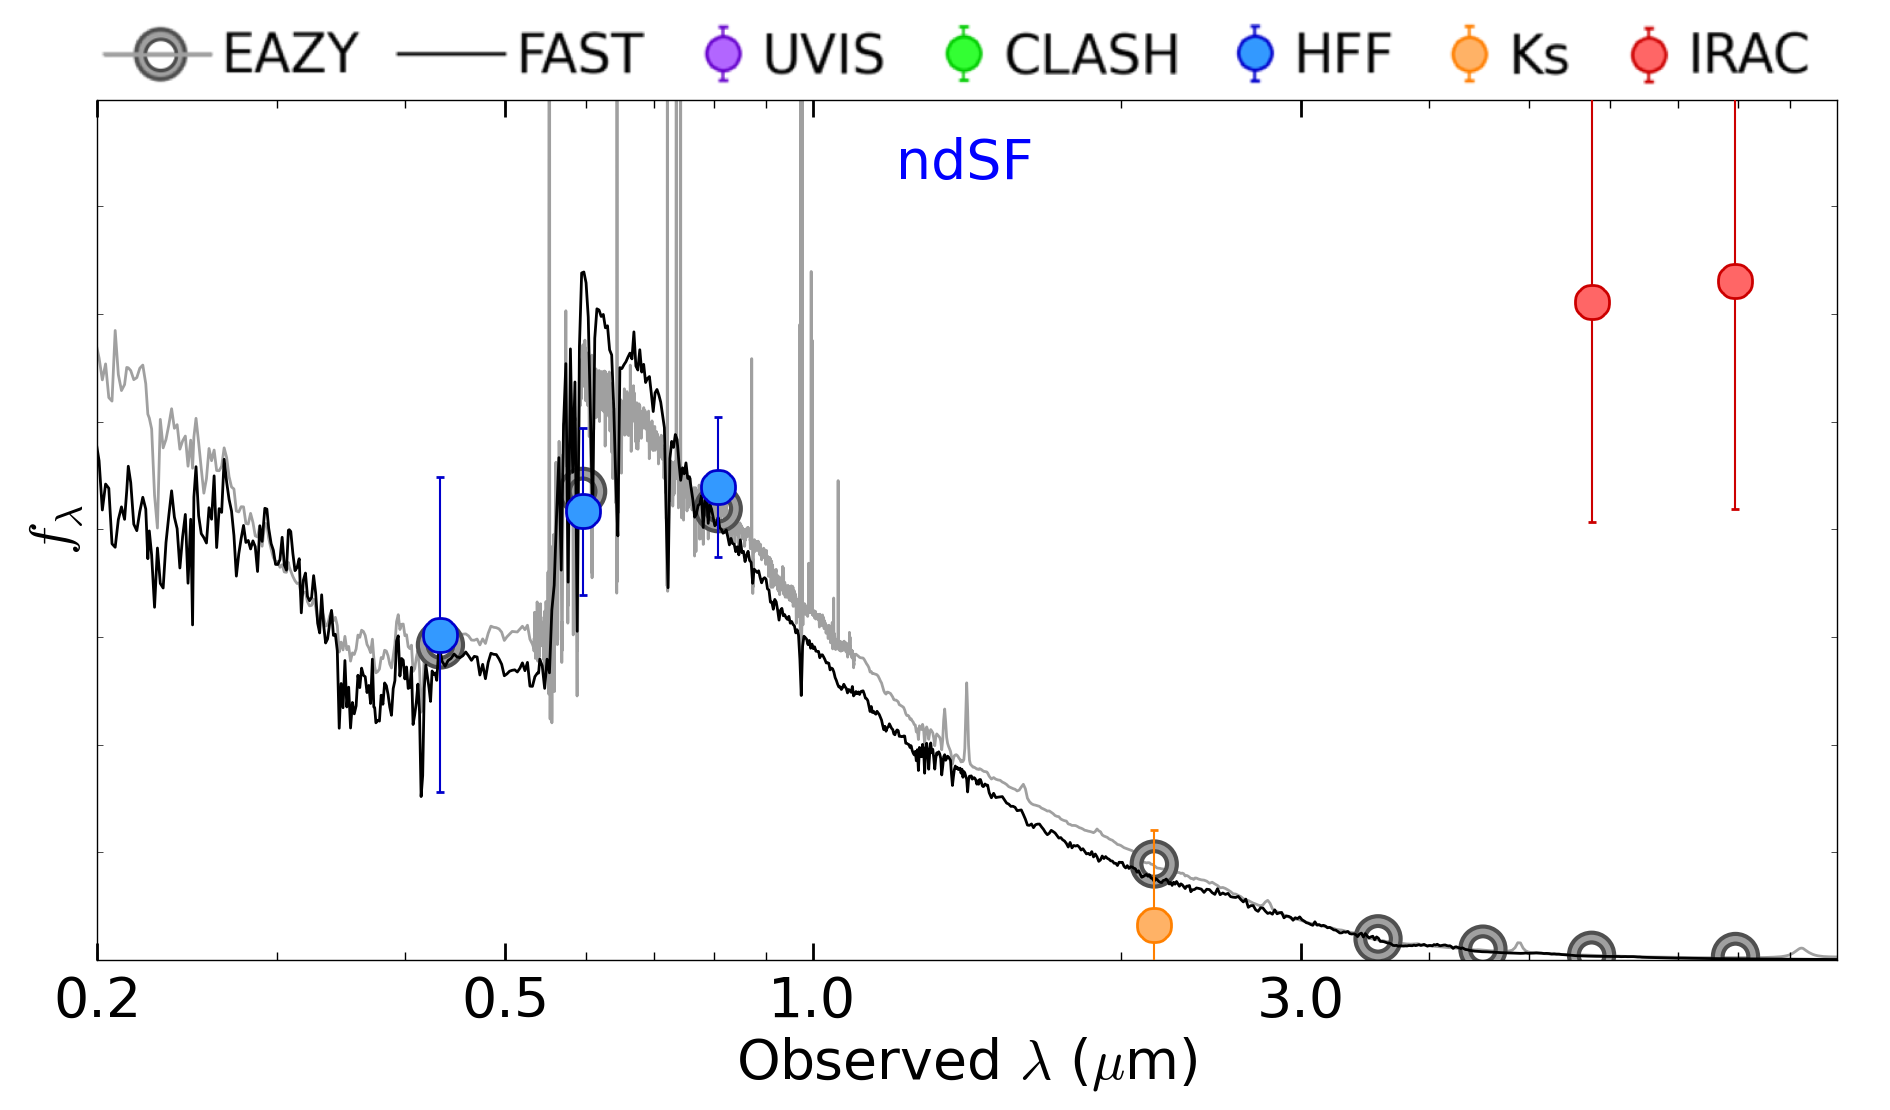 EAZY FAST UVIS CLASH HFF Ks IRAC
ndSF
fλ
0.2 0.5 1.0 3.0
Observed λ (μm)